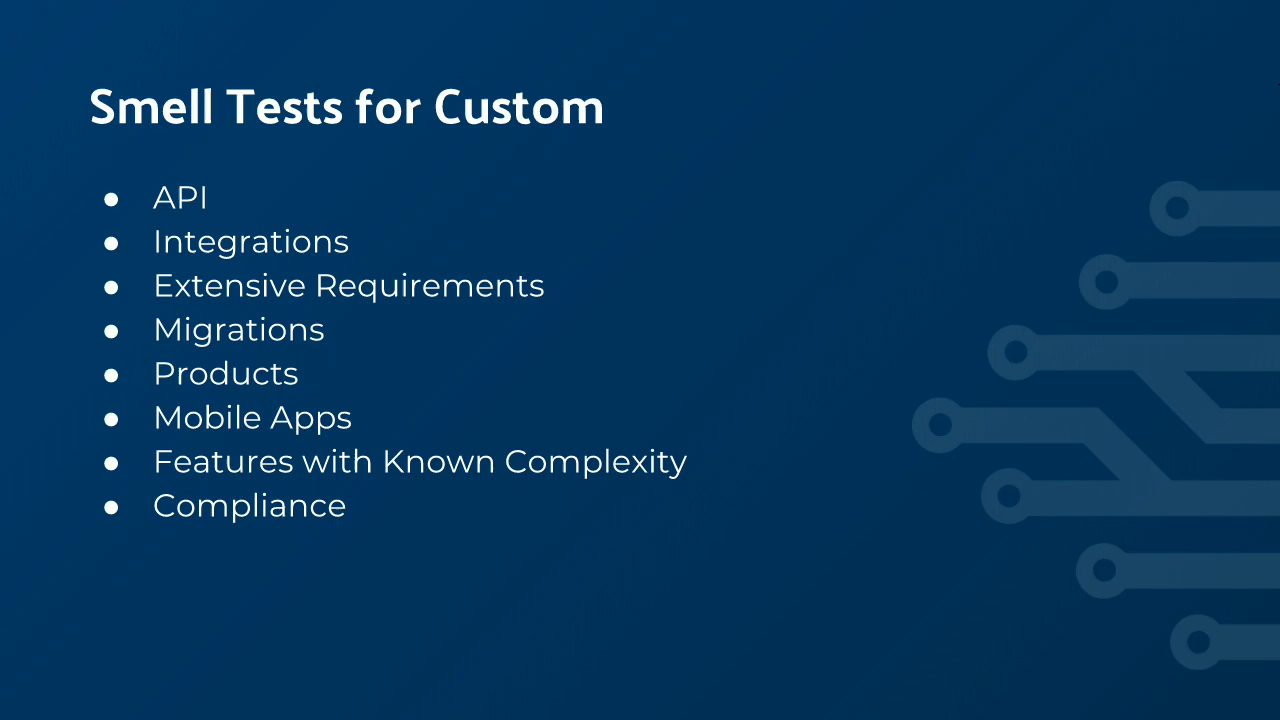 Smell Tests for Custom
● API
● Integrations
● Extensive Requirements
● Migrations
● Products
● Mobile Apps
● Features with Known Complexity
● Compliance